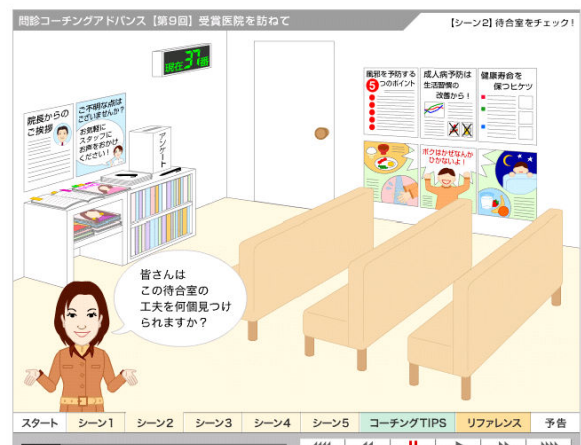 問診コーチングアドバンス【第9回】受賞医院を訪ねて
【シーン2】待合室をチェック!
現在37番
院長からの
ご挨拶
ご不明な点は
ございませんか?
お気軽に
スタッフに
お声をおかけ
ください!
アンケート
風邪を予防する
5つのポイント
成人病予防は
生活習慣の
改善から!
健康寿命を
保つヒケツ
ボクはかぜなんか
ひかないよ!
皆さんは
この待合室の
工夫を何個見つけ
られますか?
スタート シーン1 シーン2 シーン3 シーン4 シーン5 コーチングTIPS リファレンス 予告